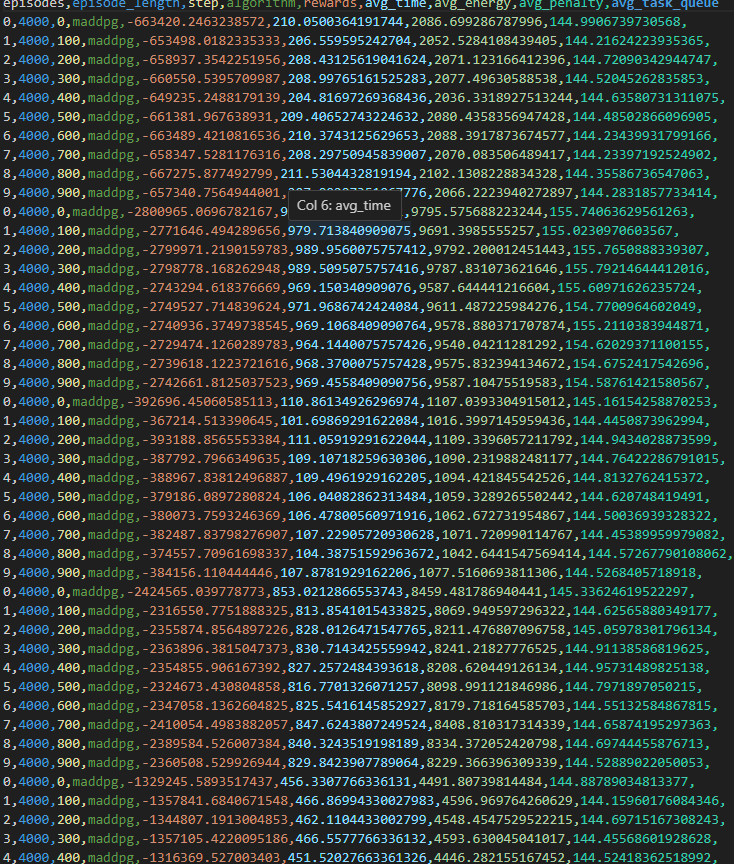 episodes,episode_length,step,algorithm,rewards,avg_time,avg_energy,avg_penalty,avg_task_queue
0,4000,0,maddpg,-663420.2463238572,210.0500364191744,2086.699286787996,144.9906739730568,
1,4000,100,maddpg,-653498.0182335333,206.559595242704,2052.5284108439405,144.21624223935365,
2,4000,200,maddpg,-658937.3542251956,208.43125619041624,2071.123166412396,144.72090342944747,
3,4000,300,maddpg,-660550.5395709987,208.99765161525283,2077.49630588538,144.52045262835853,
4,4000,400,maddpg,-649235.2488179139,204.81697269368436,2036.3318927513244,144.63580731311075,
5,4000,500,maddpg,-661381.967638931,209.40652743224632,2080.4358356947428,144.48502866096905,
6,4000,600,maddpg,-663489.4210816536,210.3743125629653,2088.3917873674577,144.23439931799166,
7,4000,700,maddpg,-658347.5281176316,208.29750945839007,2070.083506489417,144.23397192524902,
8,4000,800,maddpg,-667275.877492799,211.5304432819194,2102.1308228834328,144.35586736547063,
9,4000,900,maddpg,-657340.7564944001,7776,2066.2223940272897,144.2831857733414,
Col 6: avg_time
0,4000,0,maddpg,-2800965.0696782167,9795.575688223244,155.74063629561263,
1,4000,100,maddpg,-2771646.494289656,979.713840909075,9691.3985555257,155.0230970603567,
2,4000,200,maddpg,-2799971.2190159783,989.9560075757412,9792.200012451443,155.7650888339307,
3,4000,300,maddpg,-2798778.168262948,989.5095075757416,9787.831073621646,155.79214644412016,
4,4000,400,maddpg,-2743294.618376669,969.150340909076,9587.644441216604,155.60971626235724,
5,4000,500,maddpg,-2749527.714839624,971.9686742424084,9611.487225984276,154.7700964602049,
6,4000,600,maddpg,-2740936.3749738545,969.1068409090764,9578.880371707874,155.2110383944871,
7,4000,700,maddpg,-2729474.1260289783,964.1440075757426,9540.04211281292,154.62029371100155,
8,4000,800,maddpg,-2739618.1223721616,968.3700075757428,9575.832394134672,154.6752417542696,
9,4000,900,maddpg,-2742661.8125037523,969.4558409090756,9587.10475519583,154.58761421580567,
0,4000,0,maddpg,-392696.45060585113,110.86134926296974,1107.0393304915012,145.16154258870253,
1,4000,100,maddpg,-367214.513390645,101.69869291622084,1016.3997145959436,144.4450873962994,
2,4000,200,maddpg,-393188.8565553384,111.05919291622044,1109.3396057211792,144.9434028873599,
3,4000,300,maddpg,-387792.7966349635,109.10718259630306,1090.2319882481177,144.76422286791015,
4,4000,400,maddpg,-388967.83812496887,109.4961929162205,1094.421845542526,144.8132762415372,
5,4000,500,maddpg,-379186.0897280824,106.04082862313484,1059.3289265502442,144.620748419491,
6,4000,600,maddpg,-380073.7593246369,106.47800560971916,1062.672731954867,144.50036939328322,
7,4000,700,maddpg,-382487.83798276907,107.22905720930628,1071.720990114767,144.45389959979082,
8,4000,800,maddpg,-374557.70961698337,104.38751592963672,1042.6441547569414,144.57267790108062,
9,4000,900,maddpg,-384156.110444446,107.8781929162206,1077.5160693811306,144.5268405718918,
0,4000,0,maddpg,-2424565.039778773,853.0212866553743,8459.481786940441,145.33624619522297,
1,4000,100,maddpg,-2316550.7751888325,813.8541015433825,8069.949597296322,144.62565880349177,
2,4000,200,maddpg,-2355874.8564897226,828.0126471547765,8211.476807096758,145.05978301796134,
3,4000,300,maddpg,-2363896.3815047373,830.7143425559942,8241.21827776525,144.91138586819625,
4,4000,400,maddpg,-2354855.906167392,827.2572484393618,8208.620449126134,144.95731489825138,
5,4000,500,maddpg,-2324673.430804858,816.7701326071257,8098.991121846986,144.7971897050215,
6,4000,600,maddpg,-2347058.1362604825,825.5416145852927,8179.718164585703,144.55132584867815,
7,4000,700,maddpg,-2410054.4983882057,847.6243807249524,8408.810317314339,144.65874195297363,
8,4000,800,maddpg,-2389584.526007384,840.3243519198189,8334.372052420798,144.69744455876713,
9,4000,900,maddpg,-2360508.529926944,829.8423907789064,8229.366396309339,144.52889022050053,
0,4000,0,maddpg,-1329245.5893517437,456.3307766336131,4491.80739814484,144.88789034813377,
1,4000,100,maddpg,-1357841.6840671548,466.86994330027983,4596.969764260629,144.15960176084346,
2,4000,200,maddpg,-1344807.1913004853,462.11044330027​99,4548.4547529522215,144.69715167308243,
3,4000,300,maddpg,-1357105.4220095186,466.5577766336132,4593.630045041017,144.45568601928628,
4,4000,400,maddpg,-1316369.527003403,451.52027663361326,4446.282155167452,144.52418362518992,